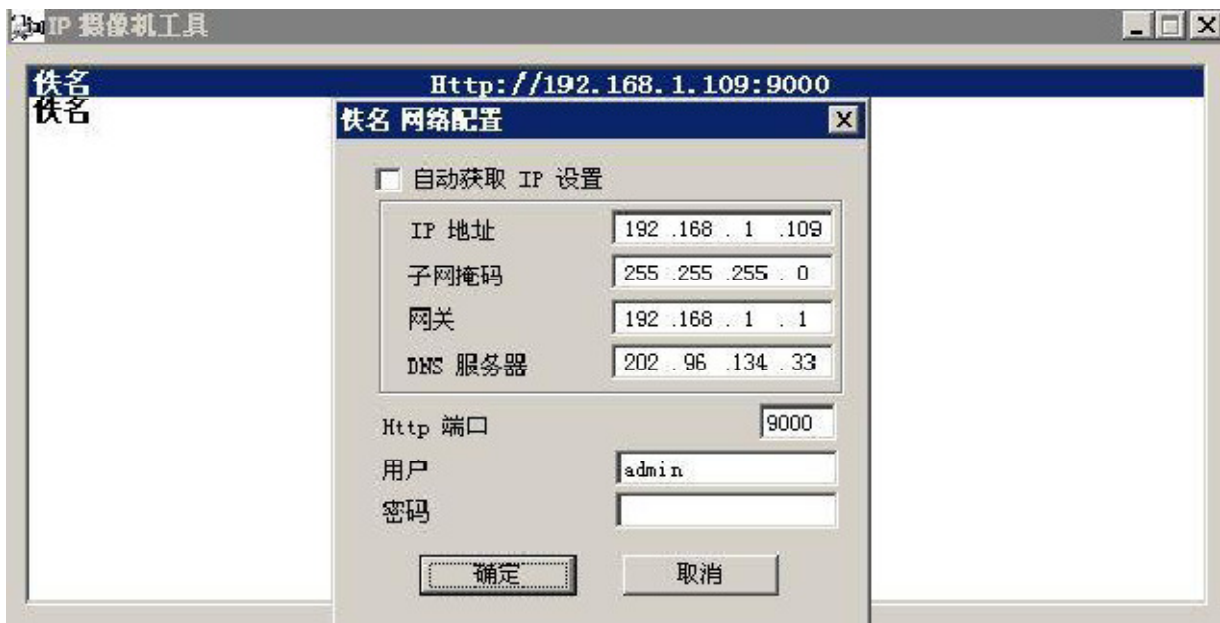 IP 摄像机工具
佚名 Http://192.168.1.109:9000
佚名
佚名 网络配置
自动获取 IP 设置
IP 地址 192 .168 . 1 .109
子网掩码 255 .255 .255 . 0
网关 192 .168 . 1 . 1
DNS 服务器 202 . 96 .134 . 33
Http 端口 9000
用户 admin
密码
确定 取消